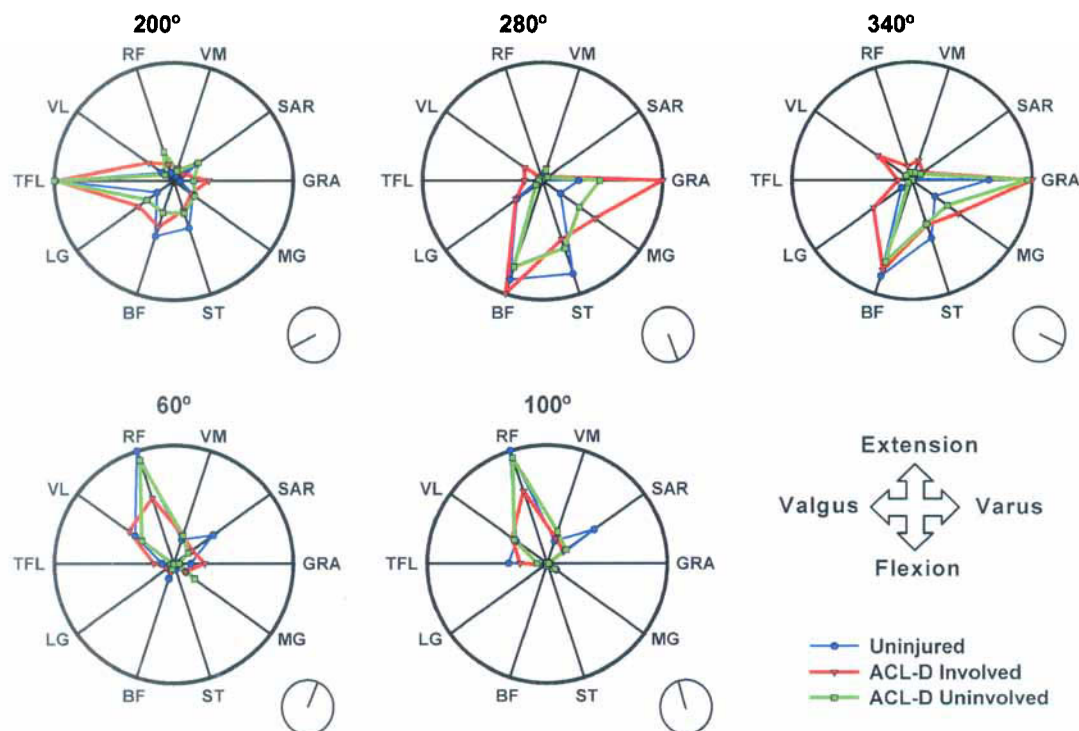 200º 280º 340º
RF VM RF VM RF VM
VL SAR VL SAR VL SAR
TFL GRA TFL GRA TFL GRA
LG MG LG MG LG MG
BF ST BF ST BF ST
60º 100º
RF VM RF VM
VL SAR VL SAR
TFL GRA TFL GRA
LG MG LG MG
BF ST BF ST
Extension
Valgus Varus
Flexion
Uninjured
ACL-D Involved
ACL-D Uninvolved